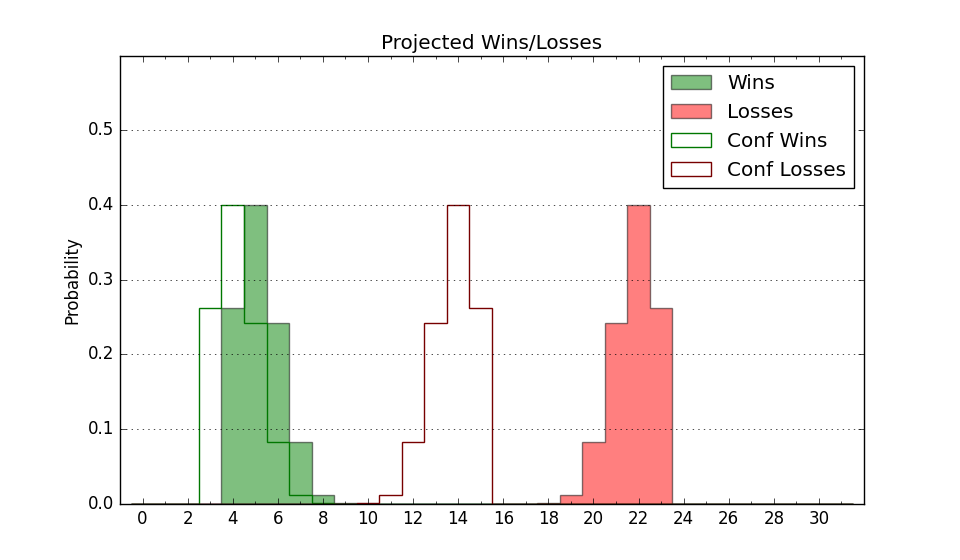 Projected Wins/Losses
Wins
Losses
Conf Wins
Conf Losses
Probability
0.5
0.4
0.3
0.2
0.1
0.0
0 2 4 6 8 10 12 14 16 18 20 22 24 26 28 30